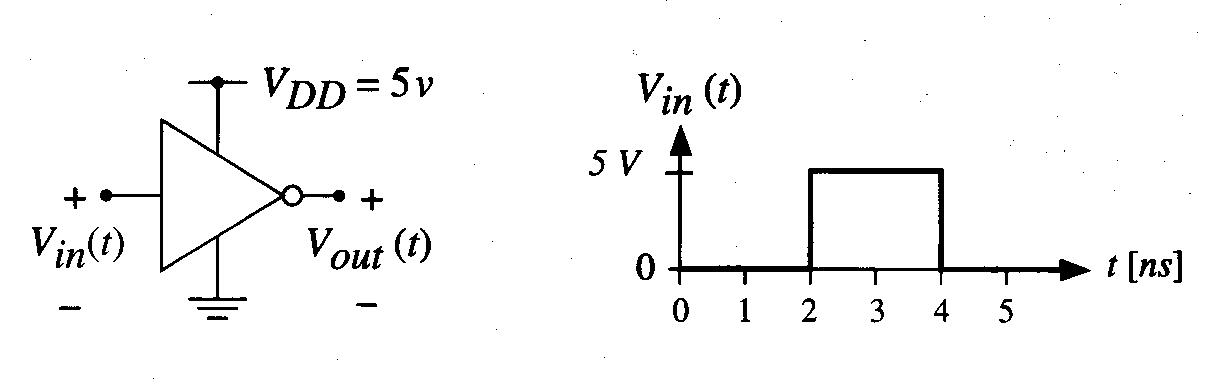 V_DD = 5v
+ +
V_in(t) V_out (t)
− −
V_in (t)
5 V
0
t [ns]
0 1 2 3 4 5